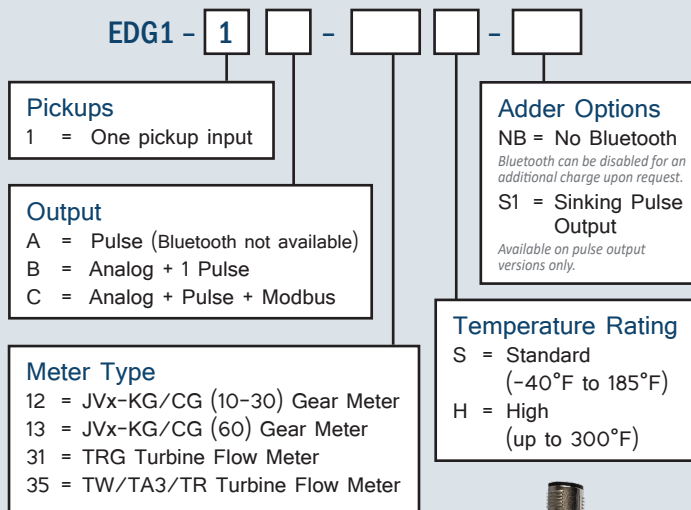 EDG1 – 1 – –
Pickups
1 = One pickup input
Output
A = Pulse (Bluetooth not available)
B = Analog + 1 Pulse
C = Analog + Pulse + Modbus
Meter Type
12 = JVx-KG/CG (10-30) Gear Meter
13 = JVx-KG/CG (60) Gear Meter
31 = TRG Turbine Flow Meter
35 = TW/TA3/TR Turbine Flow Meter
Adder Options
NB = No Bluetooth
Bluetooth can be disabled for an
additional charge upon request.
S1 = Sinking Pulse
Output
Available on pulse output
versions only.
Temperature Rating
S = Standard
(-40°F to 185°F)
H = High
(up to 300°F)